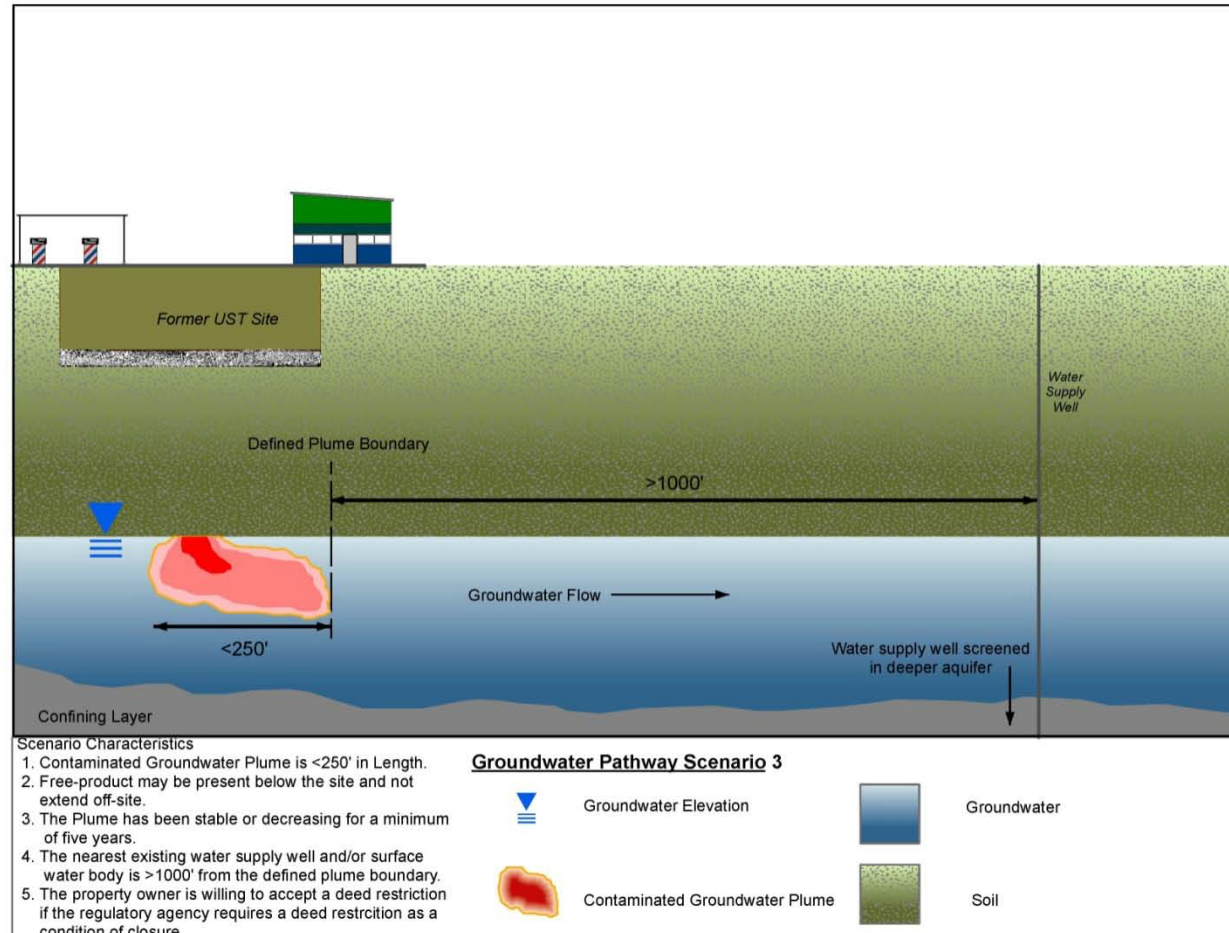 Former UST Site
Water
Supply
Well
Defined Plume Boundary
>1000'
Groundwater Flow
<250'
Water supply well screened
in deeper aquifer
Confining Layer
Scenario Characteristics
1. Contaminated Groundwater Plume is <250' in Length.
2. Free-product may be present below the site and not
extend off-site.
3. The Plume has been stable or decreasing for a minimum
of five years.
4. The nearest existing water supply well and/or surface
water body is >1000' from the defined plume boundary.
5. The property owner is willing to accept a deed restriction
if the regulatory agency requires a deed restrcition as a
condition of closure
Groundwater Pathway Scenario 3
Groundwater Elevation
Groundwater
Contaminated Groundwater Plume
Soil